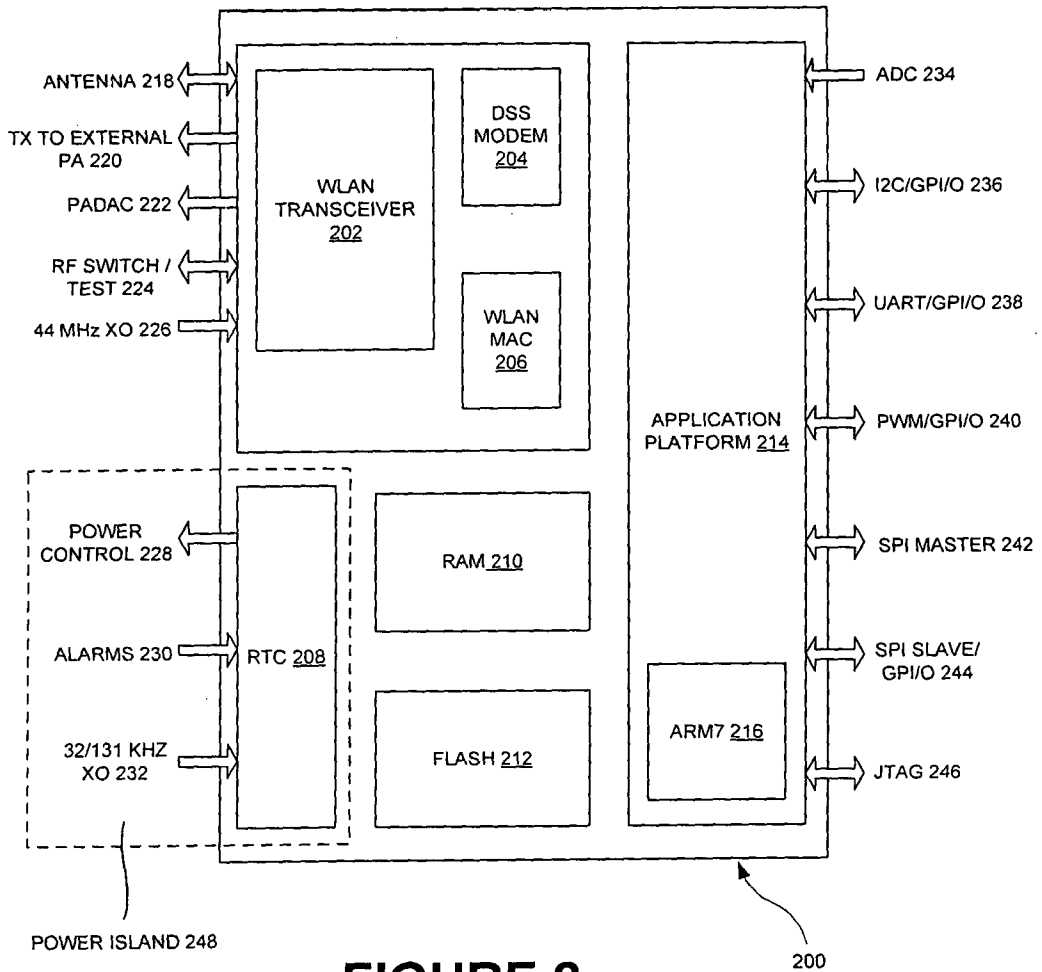 ANTENNA 218
TX TO EXTERNAL
PA 220
PADAC 222
RF SWITCH /
TEST 224
44 MHz XO 226
WLAN
TRANSCEIVER
202
DSS
MODEM
204
WLAN
MAC
206
POWER
CONTROL 228
ALARMS 230
32/131 KHZ
XO 232
RTC 208
RAM 210
FLASH 212
APPLICATION
PLATFORM 214
ARM7 216
ADC 234
I2C/GPI/O 236
UART/GPI/O 238
PWM/GPI/O 240
SPI MASTER 242
SPI SLAVE/
GPI/O 244
JTAG 246
POWER ISLAND 248
200